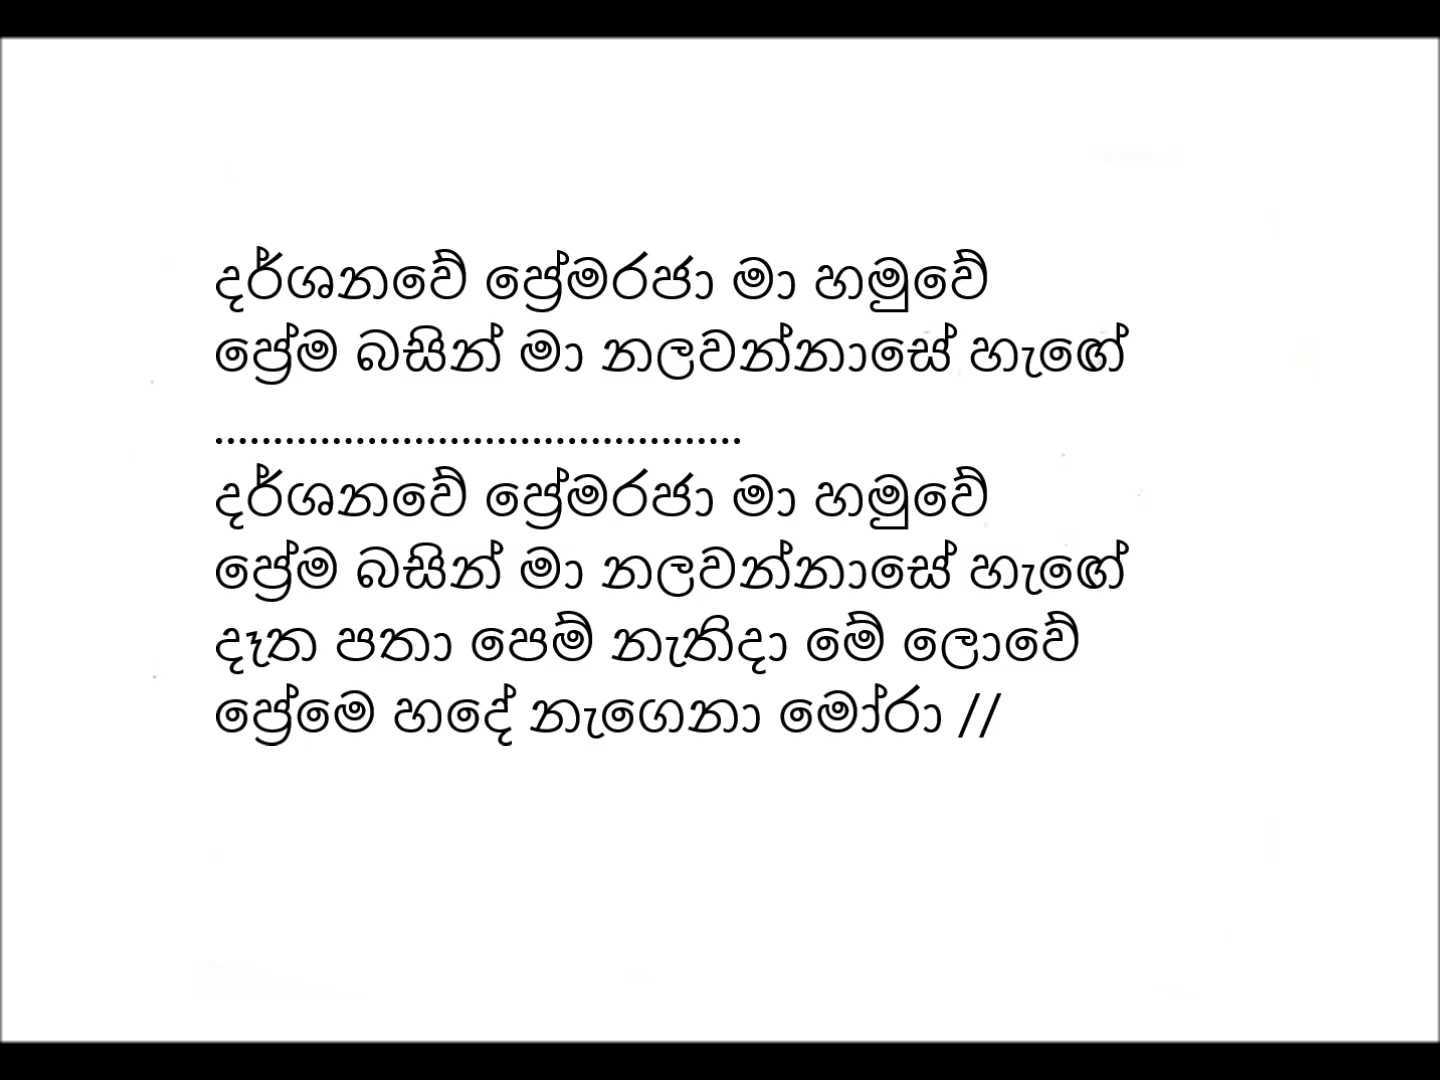 දර්ශනවේ ප්‍රේමරජා මා හමුවේ
ප්‍රේම බසින් මා නලවන්නාසේ හැඟේ
.............................................
දර්ශනවේ ප්‍රේමරජා මා හමුවේ
ප්‍රේම බසින් මා නලවන්නාසේ හැඟේ
දෑත පතා පෙම් නැතිදා මේ ලොවේ
ප්‍රේමෙ හදේ නැගෙනා මෝරා //